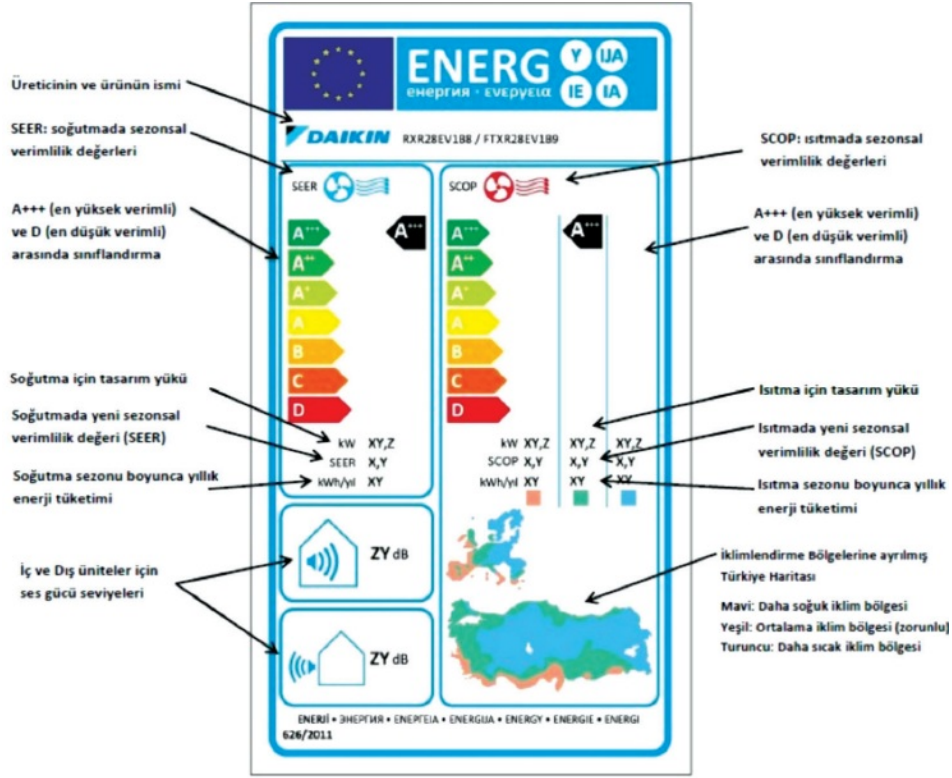 ENERG Y IJA
енергия · ενεργεια IE IA
Üreticinin ve ürünün ismi
DAIKIN RXR28EV1B8 / FTXR28EV1B9
SEER: soğutmada sezonsal
verimlilik değerleri
SCOP: ısıtmada sezonsal
verimlilik değerleri
SEER
SCOP
A+++ (en yüksek verimli)
ve D (en düşük verimli)
arasında sınıflandırma
A+++ (en yüksek verimli)
ve D (en düşük verimli)
arasında sınıflandırma
A+++ A+++
A++
A+
A
B
C
D
A+++ A+++
A++
A+
A
B
C
D
Soğutma için tasarım yükü
Soğutmada yeni sezonsal
verimlilik değeri (SEER)
Soğutma sezonu boyunca yıllık
enerji tüketimi
kW XY,Z
SEER X,Y
kWh/yıl XY
kW XY,Z XY,Z XY,Z
SCOP X,Y X,Y X,Y
kWh/yıl XY XY XY
Isıtma için tasarım yükü
Isıtmada yeni sezonsal
verimlilik değeri (SCOP)
Isıtma sezonu boyunca yıllık
enerji tüketimi
İç ve Dış üniteler için
ses gücü seviyeleri
ZY dB
ZY dB
İklimlendirme Bölgelerine ayrılmış
Türkiye Haritası
Mavi: Daha soğuk iklim bölgesi
Yeşil: Ortalama iklim bölgesi (zorunlu)
Turuncu: Daha sıcak iklim bölgesi
ENERJİ • ЭНЕРГИЯ • ΕΝΕΡΓΕΙΑ • ENERGIJA • ENERGY • ENERGIE • ENERGI
626/2011